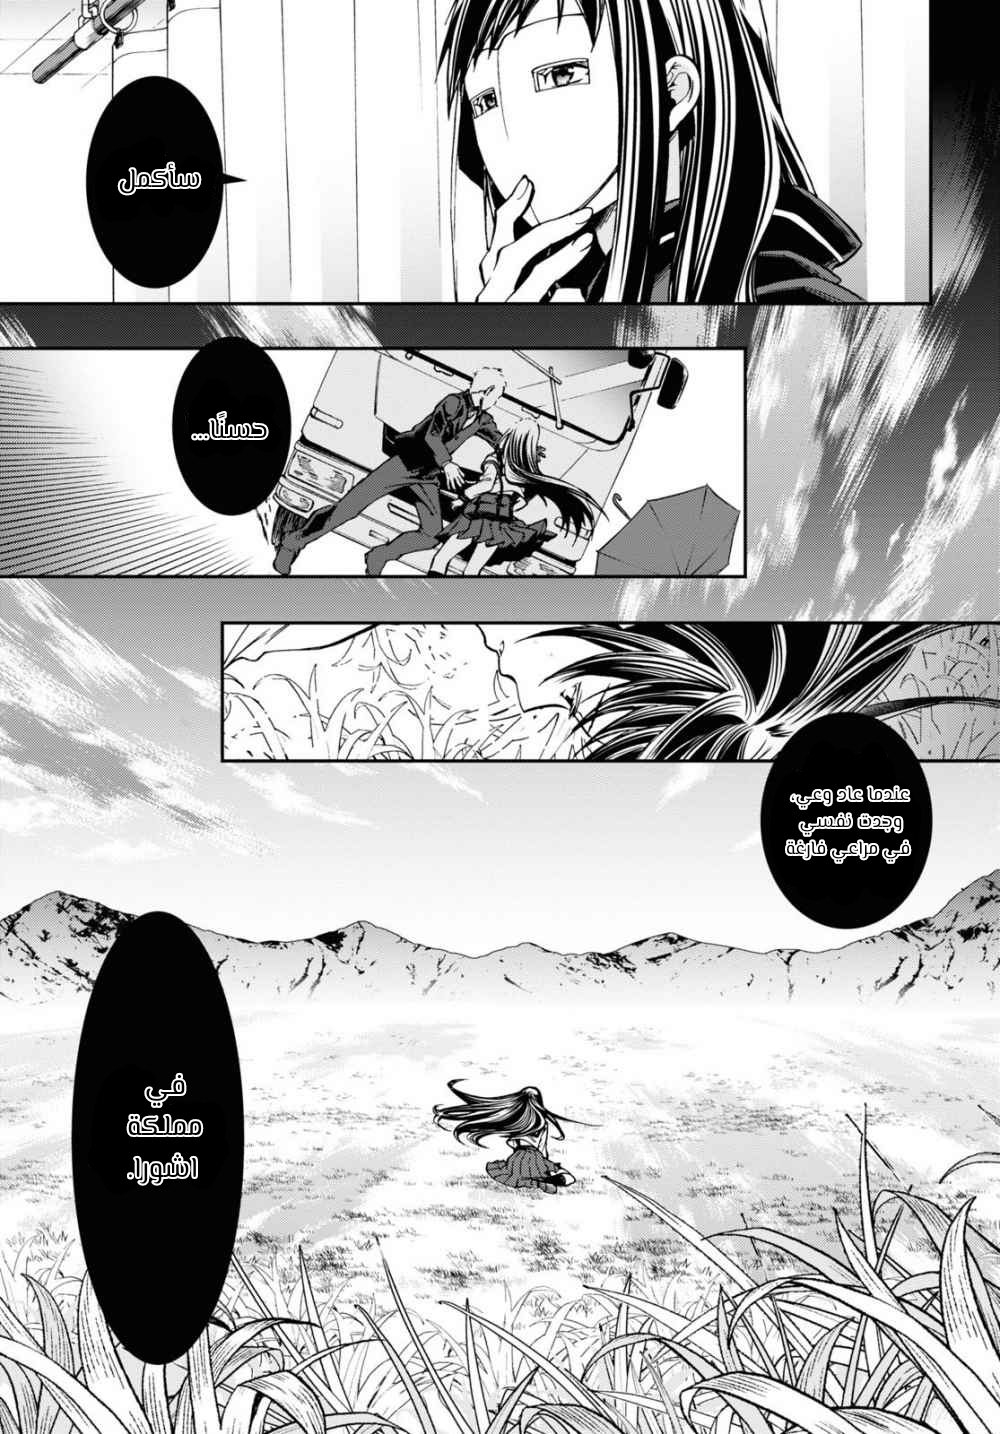 سأكمل
حسنًا...
عندما عاد وعي،
وجدت نفسي
في مراعي فارغة
في
مملكة
اشورا.